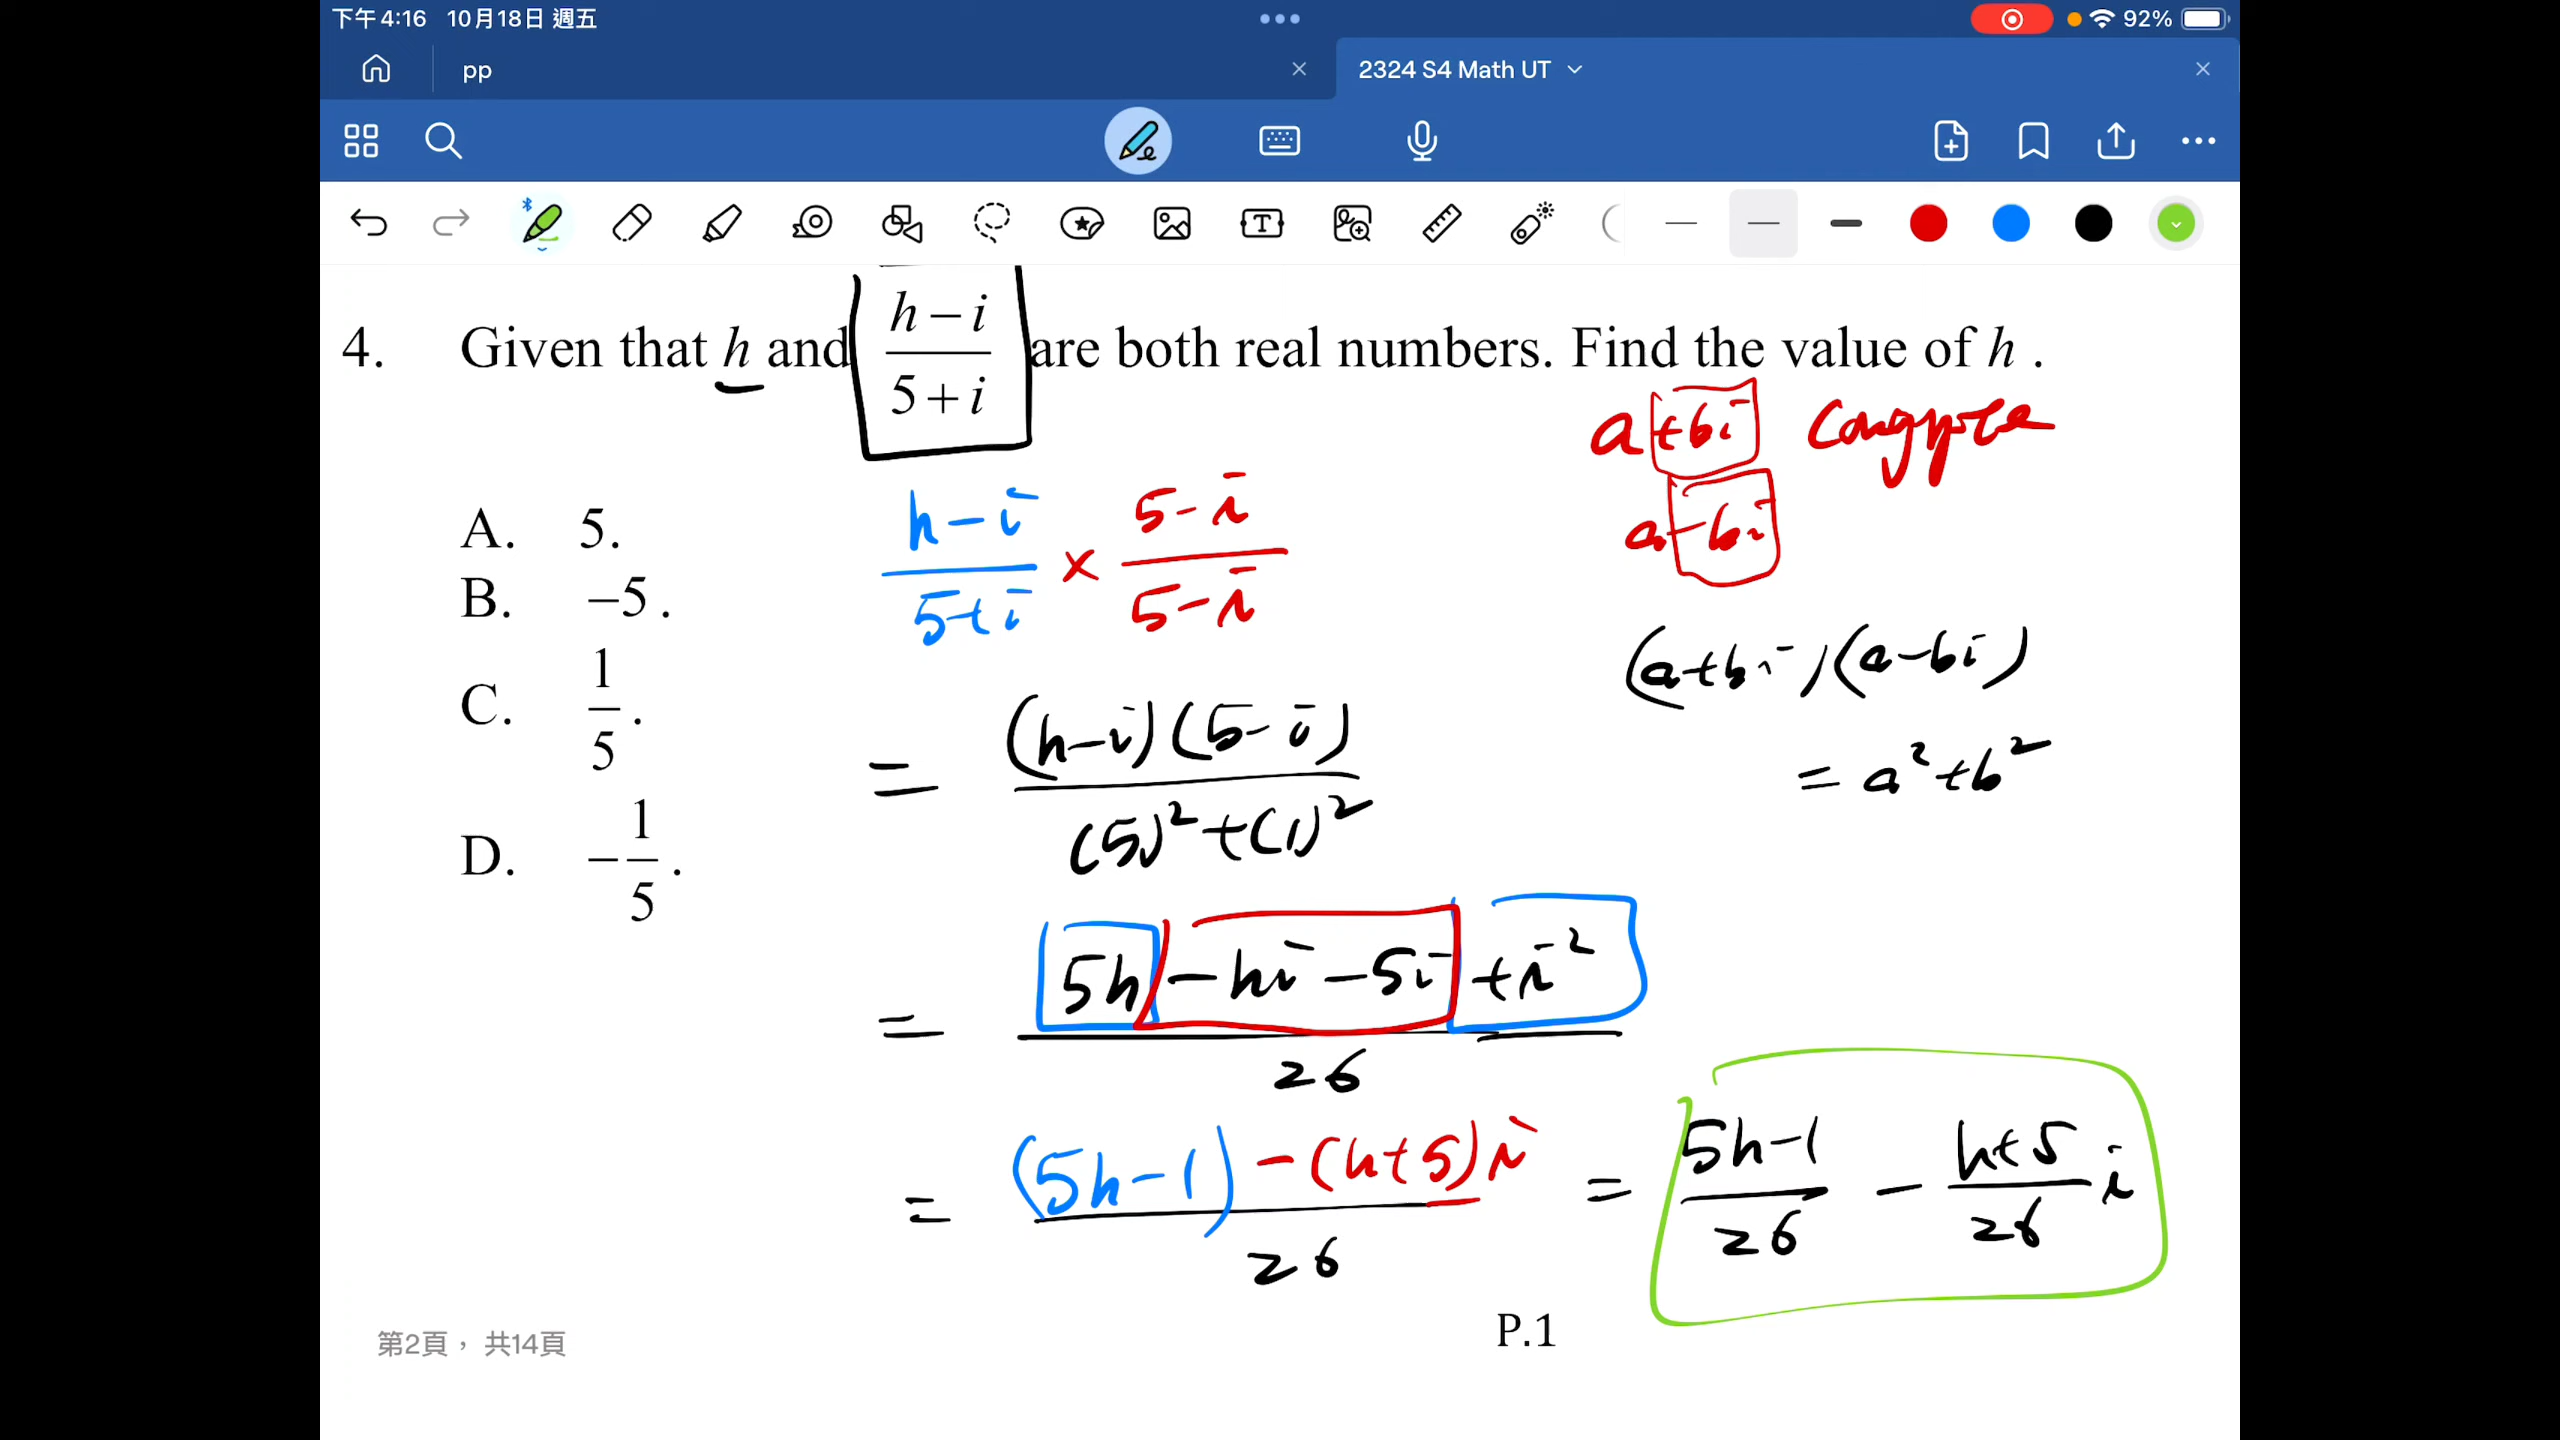 下午4:16 10月18日 週五 92%
pp 2324 S4 Math UT
4. Given that h and (h − i)/(5 + i) are both real numbers. Find the value of h .
a+bi
a−bi
A. 5.
B. −5 .
C. 1/5 .
D. −1/5 .
(h−i)/(5+i) × (5−i)/(5−i)
(a+bi)(a−bi)
= a²+b²
= (h−i)(5−i)/((5)²+(1)²)
= (5h−hi−5i+i²)/26
= ((5h−1)−(h+5)i)/26 = (5h−1)/26 − (h+5)/26 i
P.1
第2頁， 共14頁